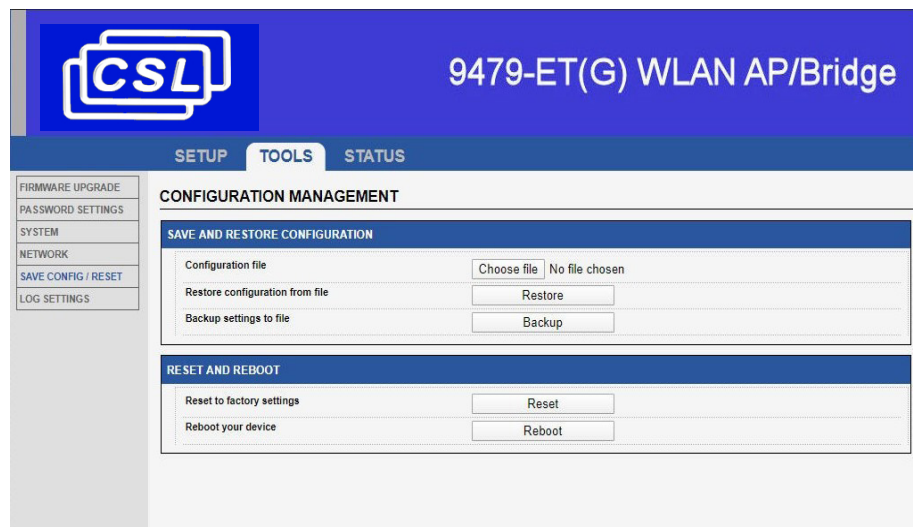 CSL
9479-ET(G) WLAN AP/Bridge
SETUP TOOLS STATUS
FIRMWARE UPGRADE
PASSWORD SETTINGS
SYSTEM
NETWORK
SAVE CONFIG / RESET
LOG SETTINGS
CONFIGURATION MANAGEMENT
SAVE AND RESTORE CONFIGURATION
Configuration file Choose file No file chosen
Restore configuration from file Restore
Backup settings to file Backup
RESET AND REBOOT
Reset to factory settings Reset
Reboot your device Reboot